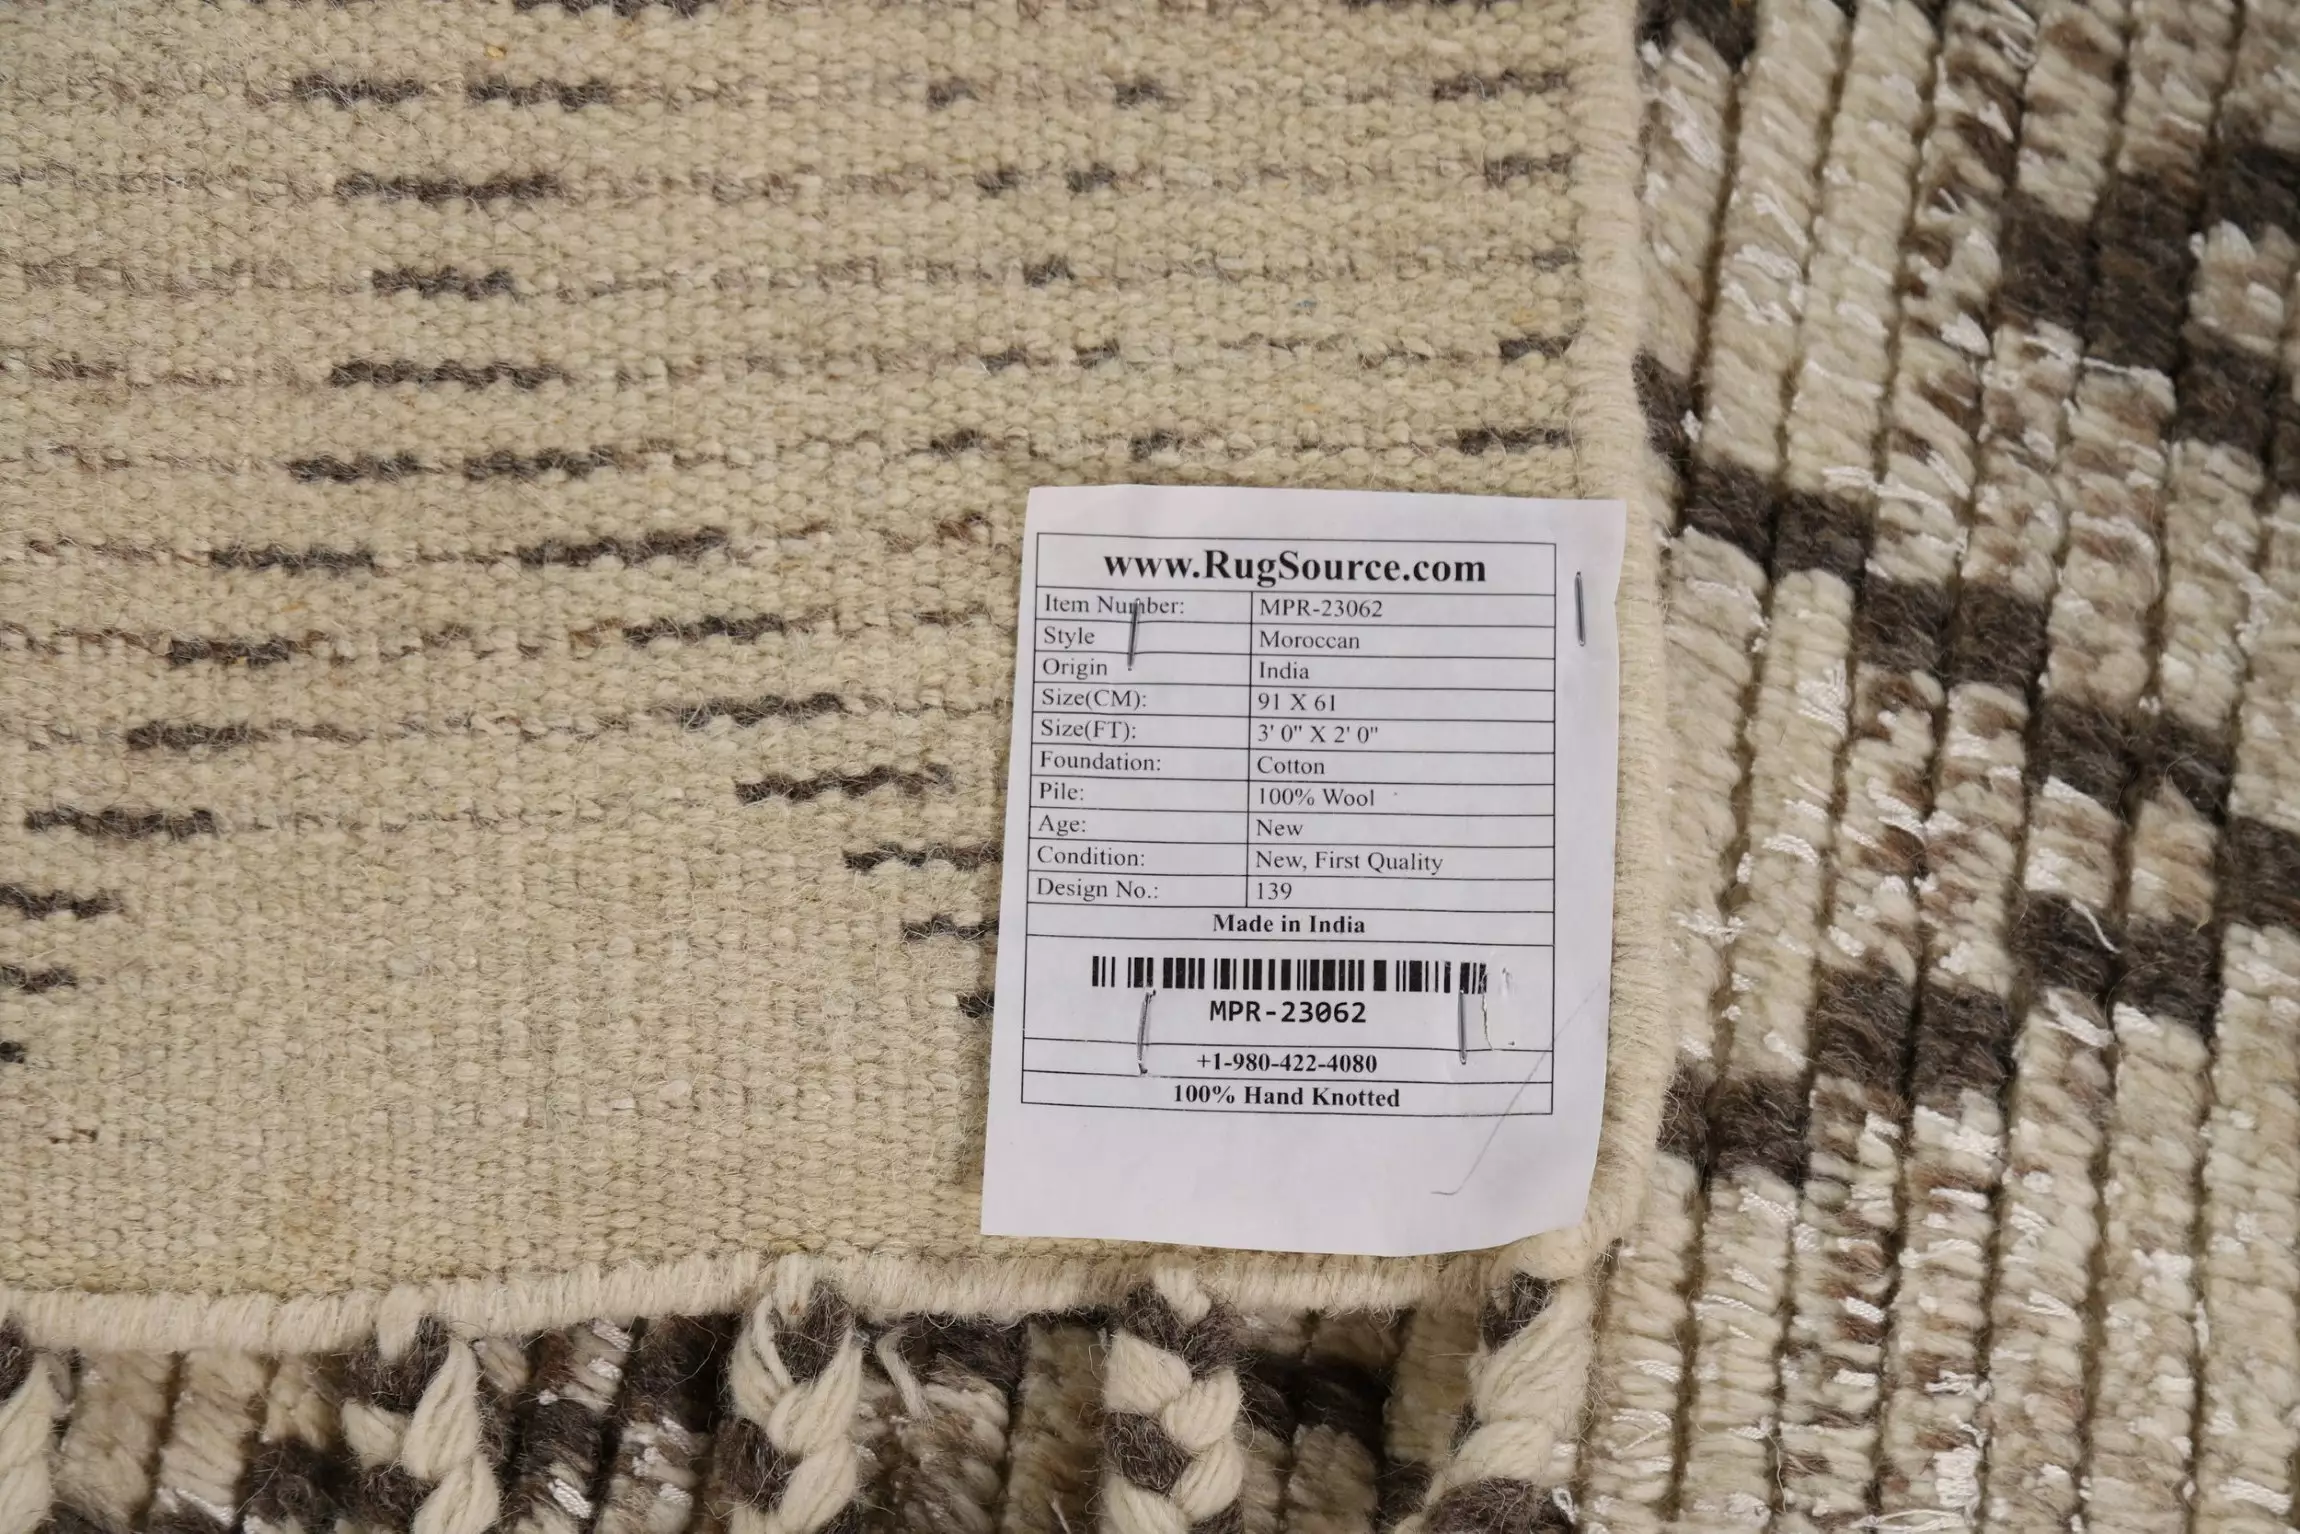 www.RugSource.com
Item Number: MPR-23062
Style Moroccan
Origin India
Size(CM): 91 X 61
Size(FT): 3' 0" X 2' 0"
Foundation: Cotton
Pile: 100% Wool
Age: New
Condition: New, First Quality
Design No.: 139
Made in India
MPR-23062
+1-980-422-4080
100% Hand Knotted